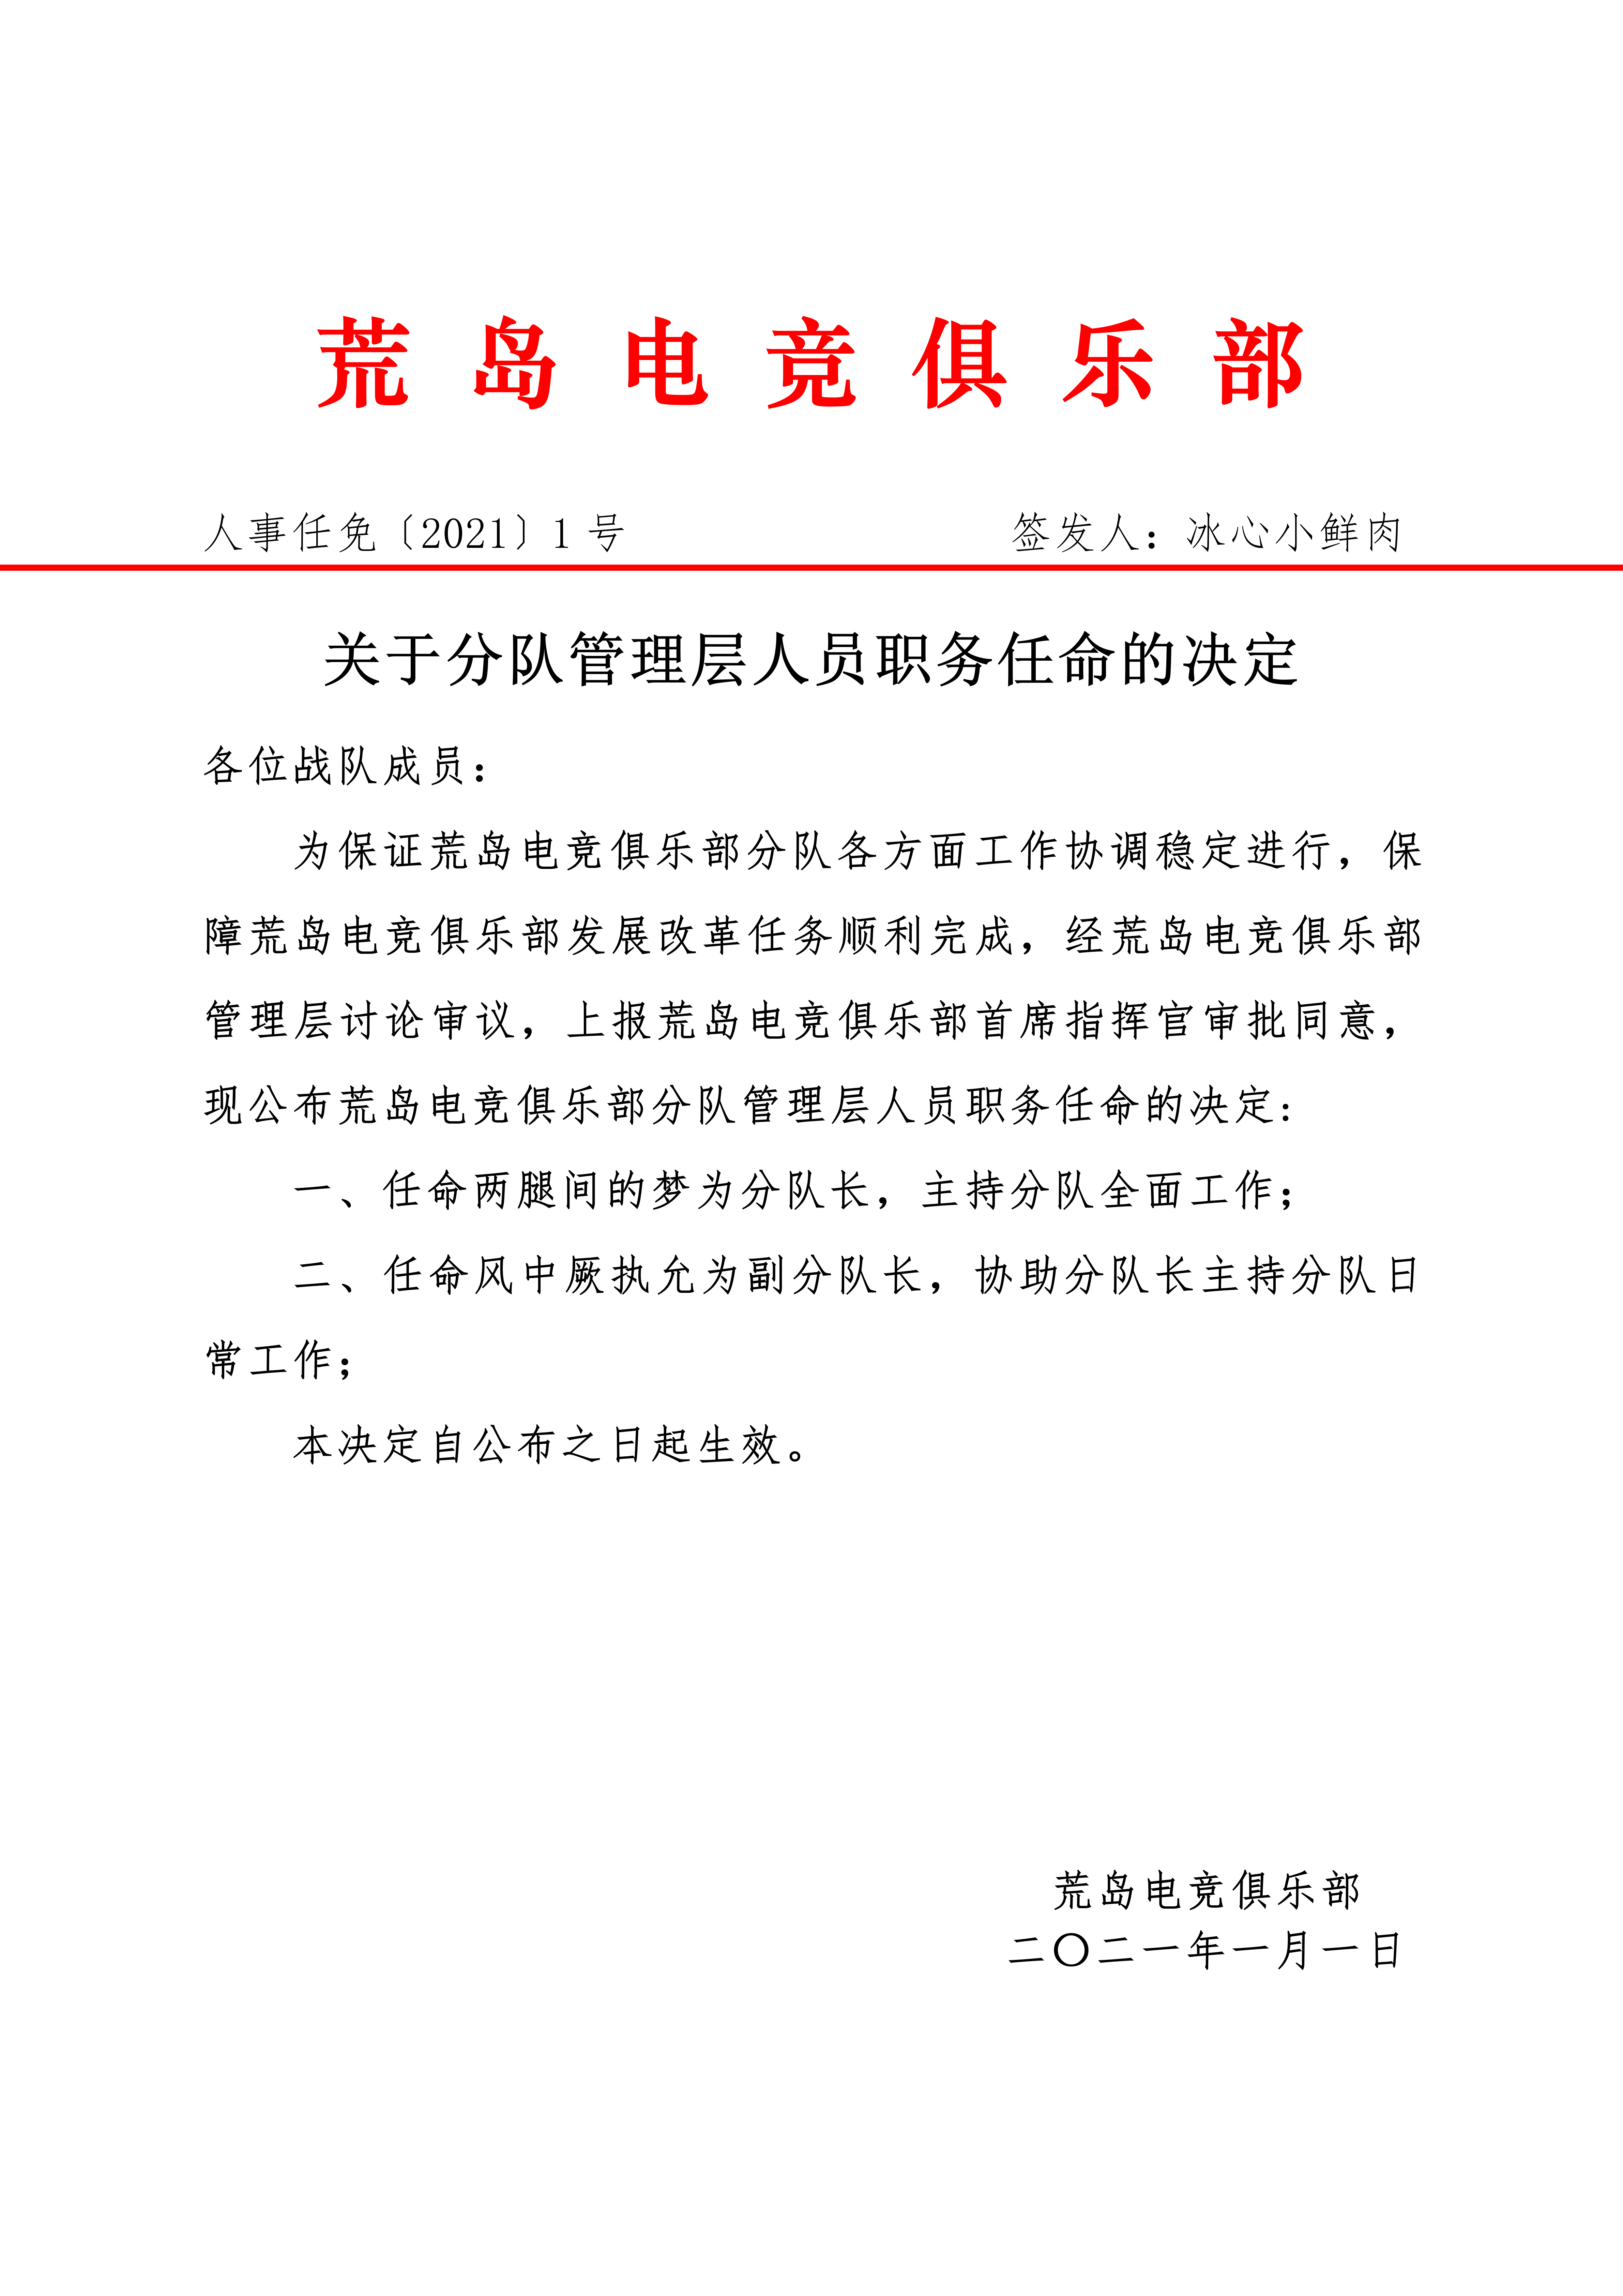 荒岛电竞俱乐部
人事任免〔2021〕1 号 签发人：冰心小鲜肉
关于分队管理层人员职务任命的决定
各位战队成员：
为保证荒岛电竞俱乐部分队各方面工作协调稳定进行，保
障荒岛电竞俱乐部发展改革任务顺利完成，经荒岛电竞俱乐部
管理层讨论审议，上报荒岛电竞俱乐部首席指挥官审批同意，
现公布荒岛电竞俱乐部分队管理层人员职务任命的决定:
一、任命两腿间的梦为分队长，主持分队全面工作；
二、任命风中厥执允为副分队长，协助分队长主持分队日
常工作；
本决定自公布之日起生效。
荒岛电竞俱乐部
二〇二一年一月一日